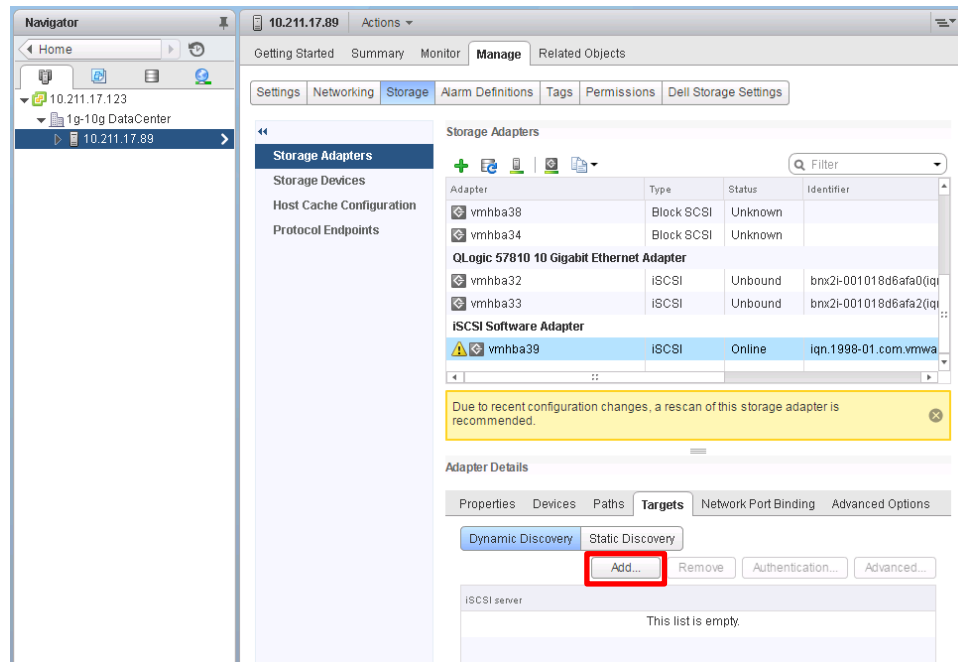 Navigator
Home
10.211.17.123
1g-10g DataCenter
10.211.17.89
10.211.17.89 Actions
Getting Started Summary Monitor Manage Related Objects
Settings Networking Storage Alarm Definitions Tags Permissions Dell Storage Settings
Storage Adapters
Storage Devices
Host Cache Configuration
Protocol Endpoints
Storage Adapters
Filter
Adapter Type Status Identifier
vmhba38 Block SCSI Unknown
vmhba34 Block SCSI Unknown
QLogic 57810 10 Gigabit Ethernet Adapter
vmhba32 iSCSI Unbound bnx2i-001018d6afa0(iqn
vmhba33 iSCSI Unbound bnx2i-001018d6afa2(iqn
iSCSI Software Adapter
vmhba39 iSCSI Online iqn.1998-01.com.vmwa
Due to recent configuration changes, a rescan of this storage adapter is
recommended.
Adapter Details
Properties Devices Paths Targets Network Port Binding Advanced Options
Dynamic Discovery Static Discovery
Add... Remove Authentication... Advanced...
iSCSI server
This list is empty.